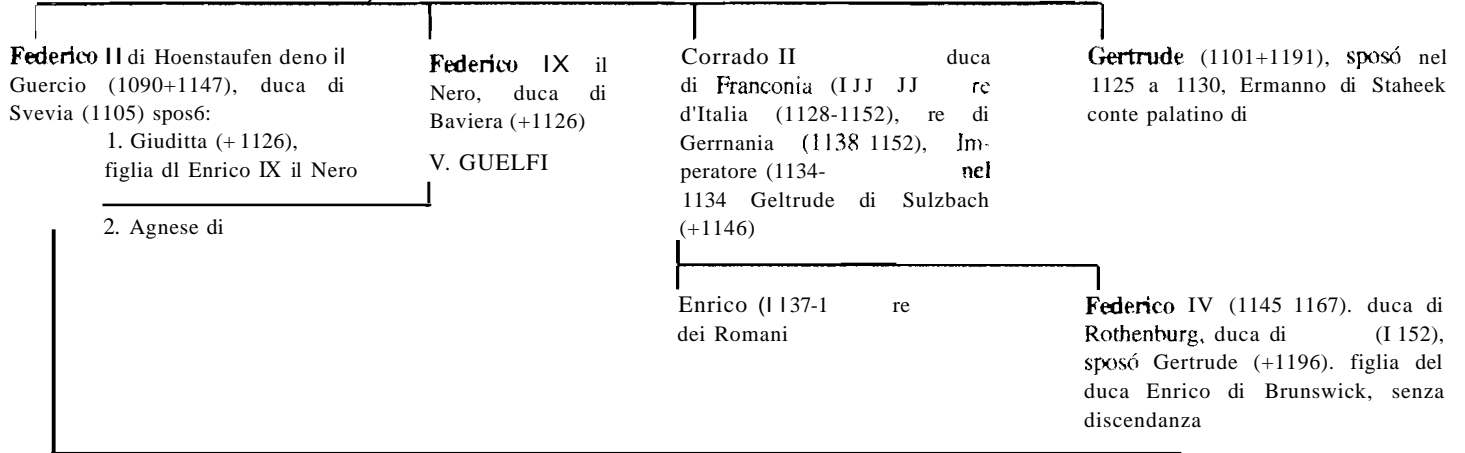 Federico II di Hoenstaufen deno il
Guercio (1090+1147), duca di
Svevia (1105) spos6:
1. Giuditta (+1126),
figlia dl Enrico IX il Nero
2. Agnese di
Federico IX il
Nero, duca di
Baviera (+1126)
V. GUELFI
Corrado II duca
di Franconia (IJJ JJ re
d'Italia (1128-1152), re di
Gerrnania (1138 1152), Im-
peratore (1134- nel
1134 Geltrude di Sulzbach
(+1146)
Gertrude (1101+1191), sposó nel
1125 a 1130, Ermanno di Staheek
conte palatino di
Enrico (I I37-1 re
dei Romani
Federico IV (1145 1167). duca di
Rothenburg, duca di (I 152),
sposó Gertrude (+1196). figlia del
duca Enrico di Brunswick, senza
discendanza